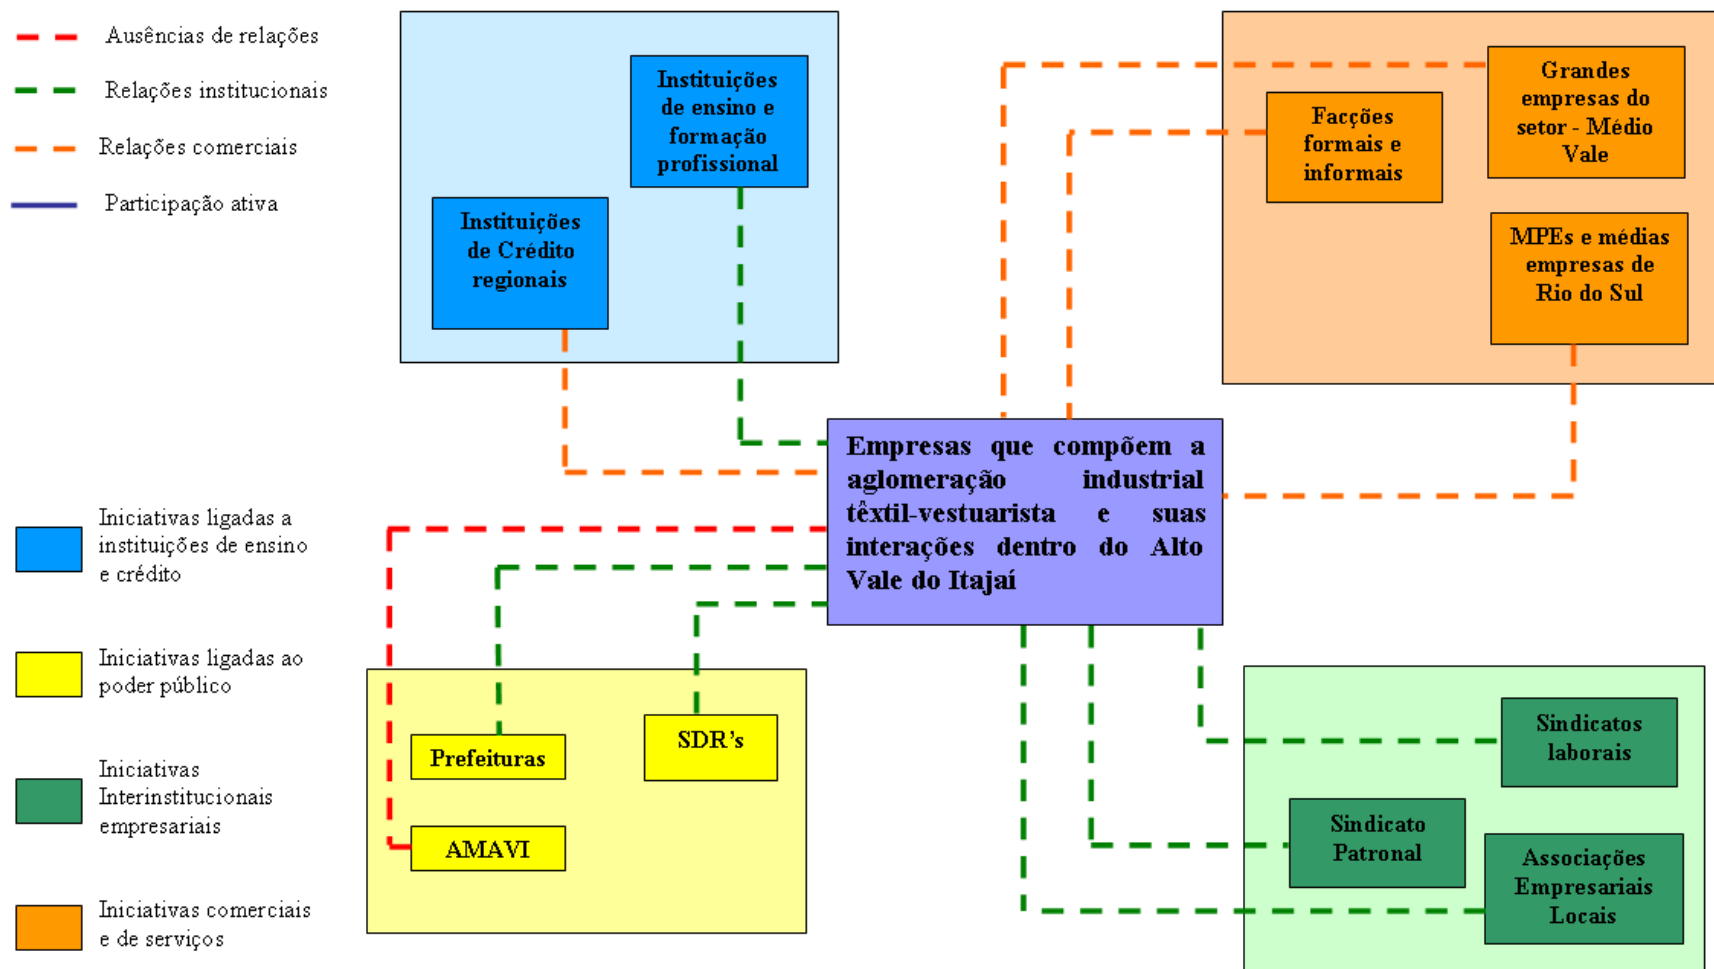 Ausências de relações
Relações institucionais
Relações comerciais
Participação ativa
Instituições
de ensino e
formação
profissional
Instituições
de Crédito
regionais
Grandes
empresas do
setor - Médio
Vale
Facções
formais e
informais
MPEs e médias
empresas de
Rio do Sul
Empresas que compõem a
aglomeração industrial
têxtil-vestuarista e suas
interações dentro do Alto
Vale do Itajaí
Iniciativas ligadas a
instituições de ensino
e crédito
Iniciativas ligadas ao
poder público
Iniciativas
Interinstitucionais
empresariais
Iniciativas comerciais
e de serviços
Prefeituras
SDR's
AMAVI
Sindicatos
laborais
Sindicato
Patronal
Associações
Empresariais
Locais